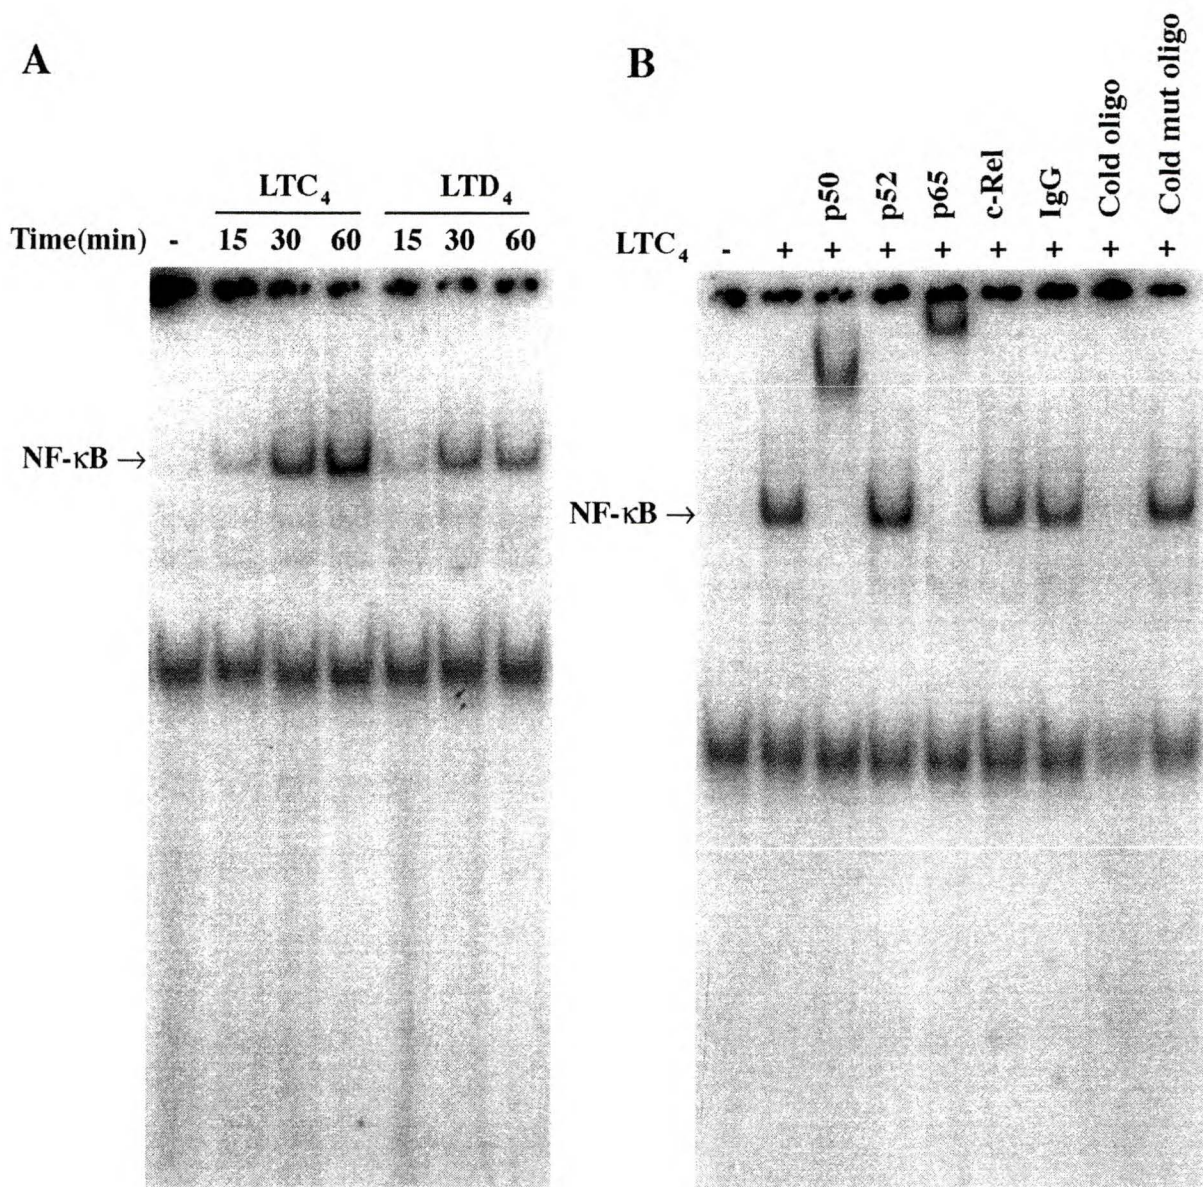 A
LTC₄ LTD₄
Time(min) - 15 30 60 15 30 60
NF-κB →
B
p50 p52 p65 c-Rel IgG Cold oligo Cold mut oligo
LTC₄ - + + + + + + + +
NF-κB →